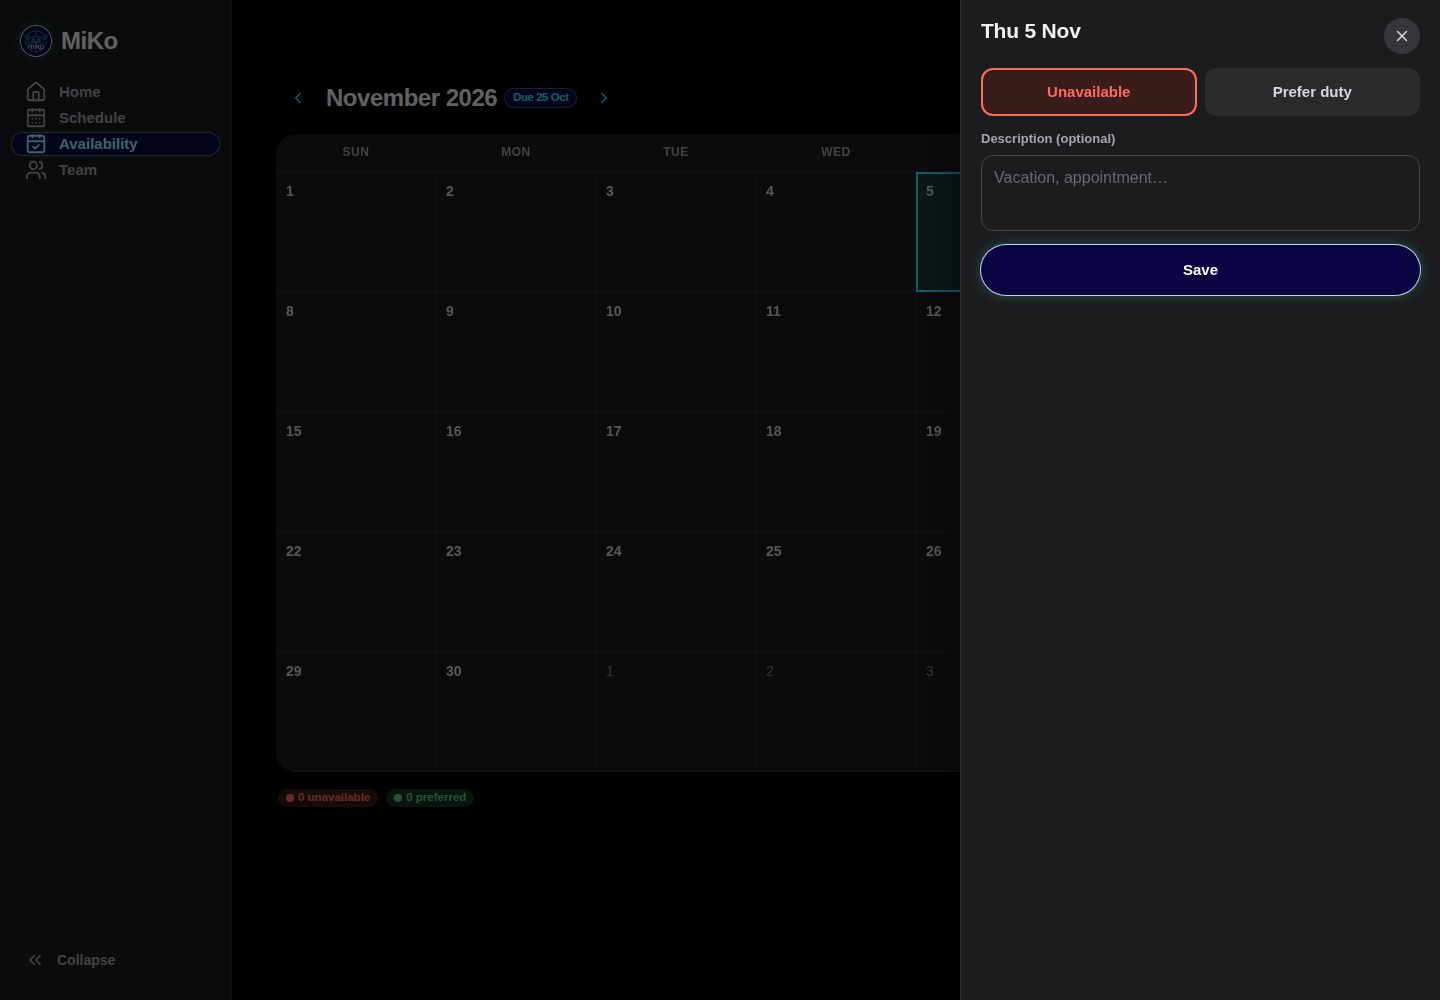 MiKo
Home
Schedule
Availability
Team
Collapse
November 2026 Due 25 Oct
SUN MON TUE WED
1 2 3 4 5
8 9 10 11 12
15 16 17 18 19
22 23 24 25 26
29 30 1 2 3
0 unavailable 0 preferred
Thu 5 Nov
Unavailable Prefer duty
Description (optional)
Vacation, appointment…
Save